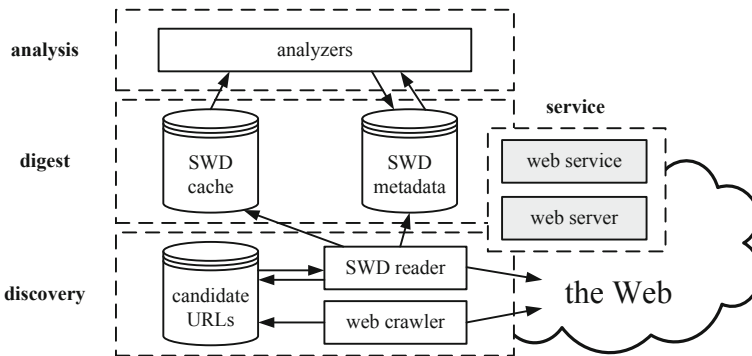 analysis
analyzers
service
digest
SWD
cache
SWD
metadata
web service
web server
discovery
candidate
URLs
SWD reader
web crawler
the Web